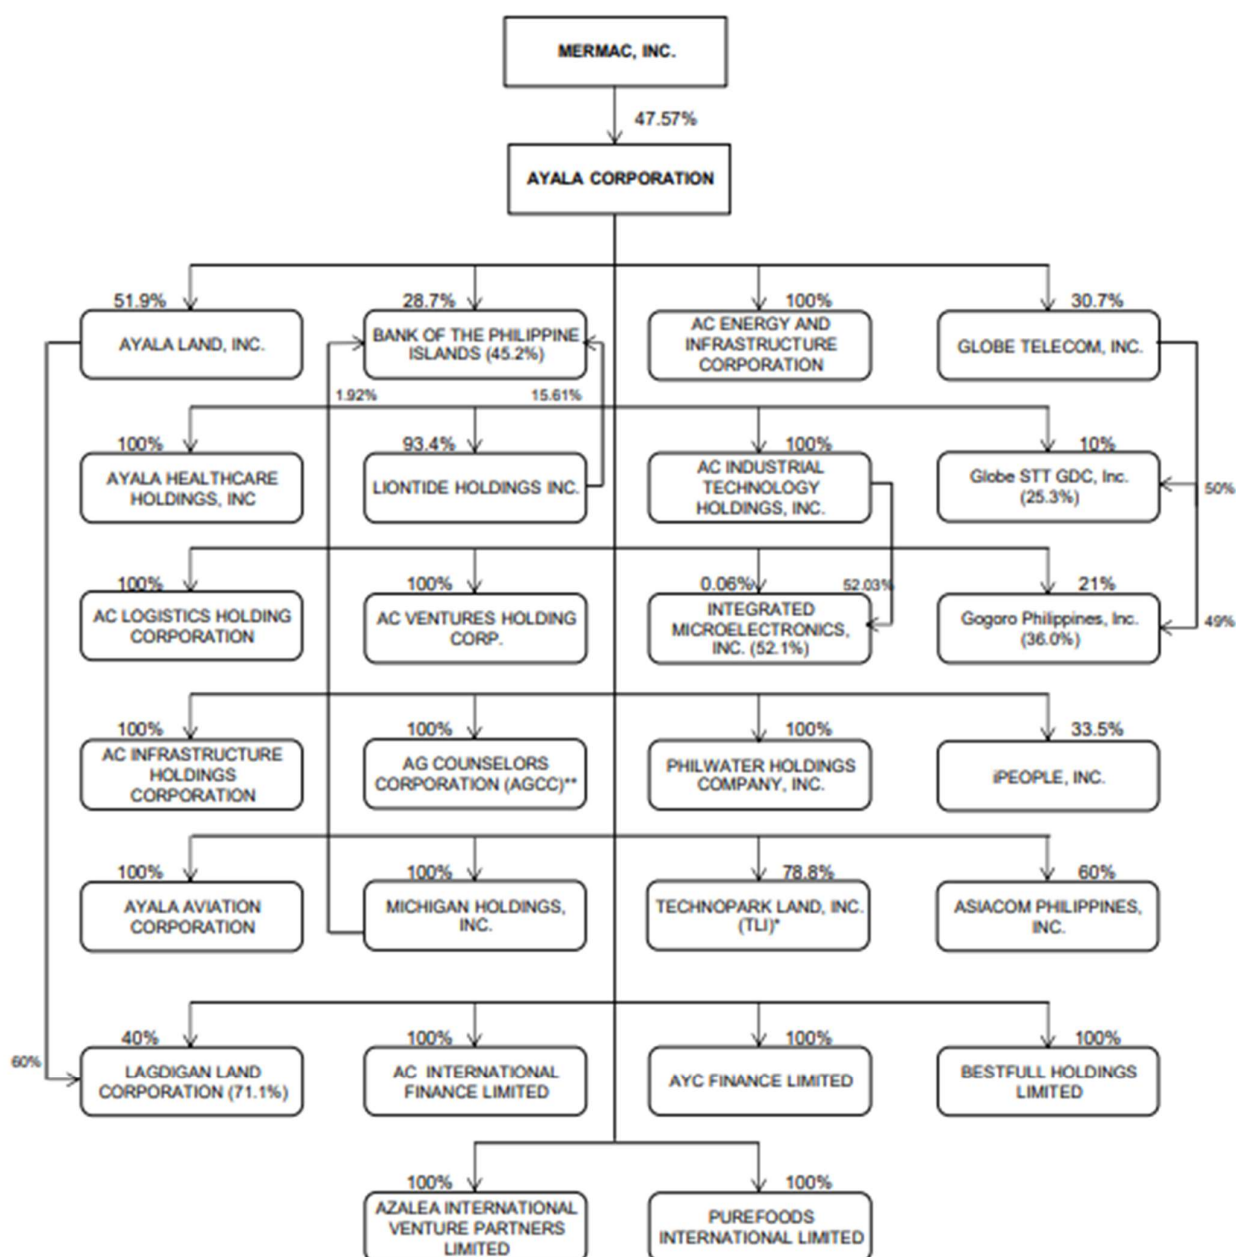 MERMAC, INC.
47.57%
AYALA CORPORATION
51.9%
28.7%
100%
30.7%
AYALA LAND, INC.
BANK OF THE PHILIPPINE
ISLANDS (45.2%)
AC ENERGY AND
INFRASTRUCTURE
CORPORATION
GLOBE TELECOM, INC.
1.92%
15.61%
100%
93.4%
100%
10%
AYALA HEALTHCARE
HOLDINGS, INC
LIONTIDE HOLDINGS INC.
AC INDUSTRIAL
TECHNOLOGY
HOLDINGS, INC.
Globe STT GDC, Inc.
(25.3%)
50%
100%
100%
0.06%
52.03%
21%
AC LOGISTICS HOLDING
CORPORATION
AC VENTURES HOLDING
CORP.
INTEGRATED
MICROELECTRONICS,
INC. (52.1%)
Gogoro Philippines, Inc.
(36.0%)
49%
100%
100%
100%
33.5%
AC INFRASTRUCTURE
HOLDINGS
CORPORATION
AG COUNSELORS
CORPORATION (AGCC)**
PHILWATER HOLDINGS
COMPANY, INC.
iPEOPLE, INC.
100%
100%
78.8%
60%
AYALA AVIATION
CORPORATION
MICHIGAN HOLDINGS,
INC.
TECHNOPARK LAND, INC.
(TLI)*
ASIACOM PHILIPPINES,
INC.
40%
100%
100%
100%
60%
LAGDIGAN LAND
CORPORATION (71.1%)
AC INTERNATIONAL
FINANCE LIMITED
AYC FINANCE LIMITED
BESTFULL HOLDINGS
LIMITED
100%
100%
AZALEA INTERNATIONAL
VENTURE PARTNERS
LIMITED
PUREFOODS
INTERNATIONAL LIMITED